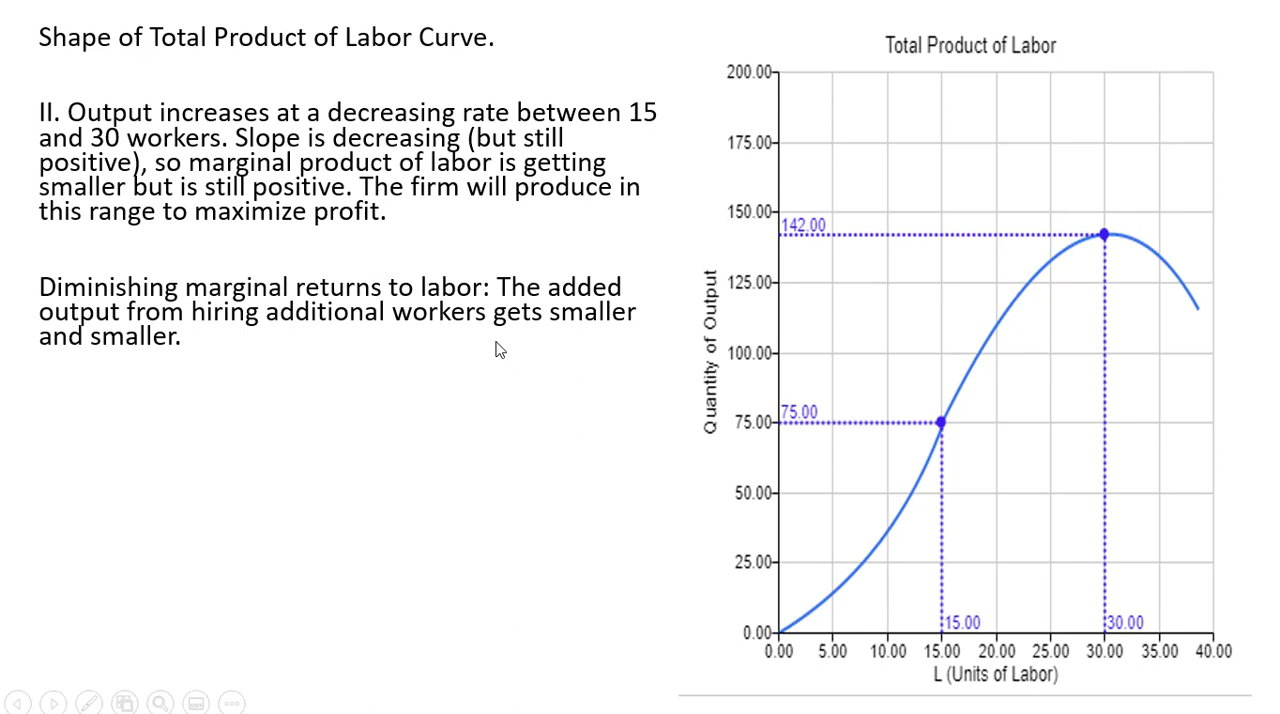 Shape of Total Product of Labor Curve.
II. Output increases at a decreasing rate between 15
and 30 workers. Slope is decreasing (but still
positive), so marginal product of labor is getting
smaller but is still positive. The firm will produce in
this range to maximize profit.
Diminishing marginal returns to labor: The added
output from hiring additional workers gets smaller
and smaller.
Total Product of Labor
200.00
175.00
150.00
142.00
125.00
100.00
75.00
75.00
50.00
25.00
0.00
Quantity of Output
15.00
30.00
0.00 5.00 10.00 15.00 20.00 25.00 30.00 35.00 40.00
L (Units of Labor)